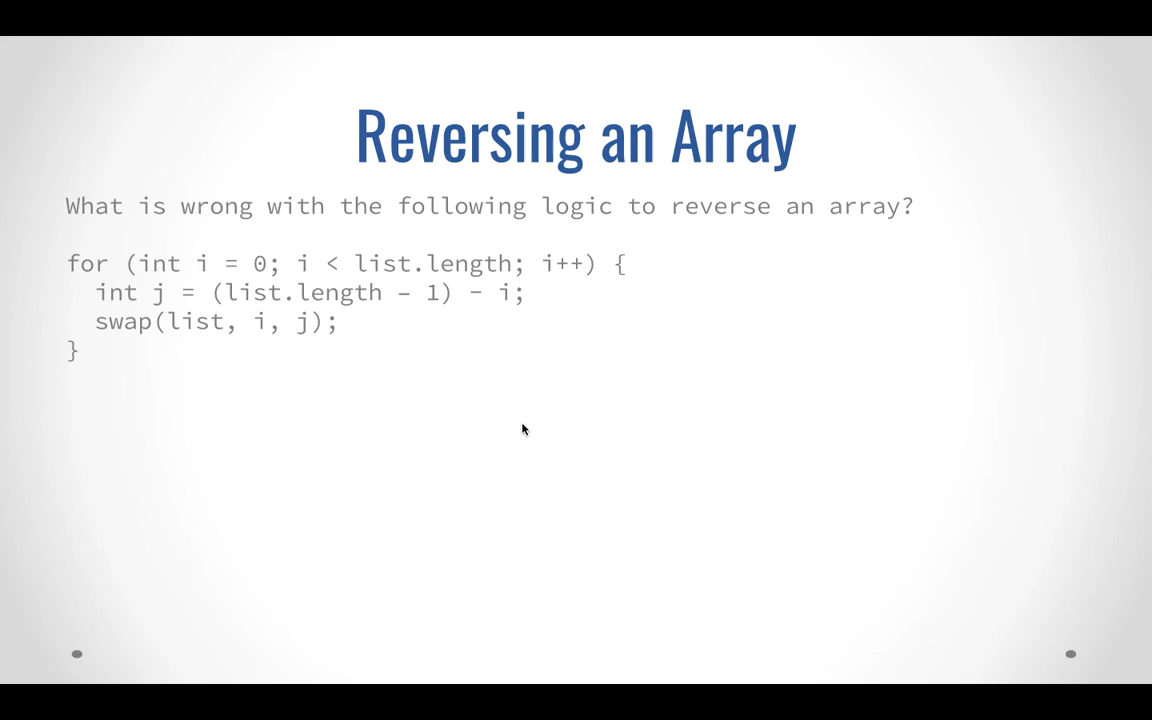 Reversing an Array
What is wrong with the following logic to reverse an array?
for (int i = 0; i < list.length; i++) {
  int j = (list.length – 1) - i;
  swap(list, i, j);
}